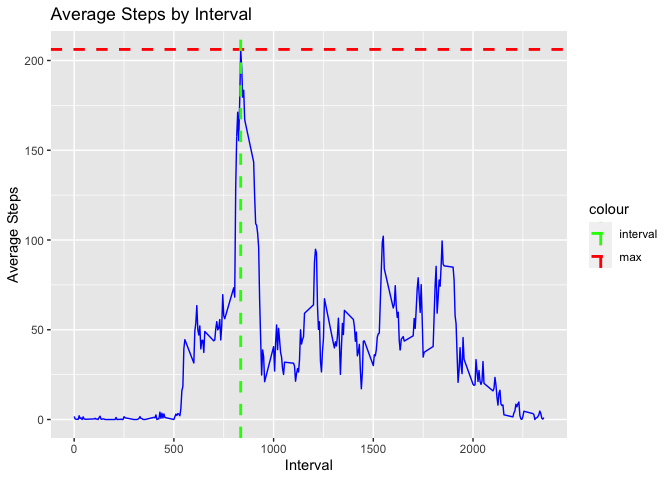 Average Steps by Interval
Average Steps
200
150
100
50
0
0 500 1000 1500 2000
Interval
colour
interval
max